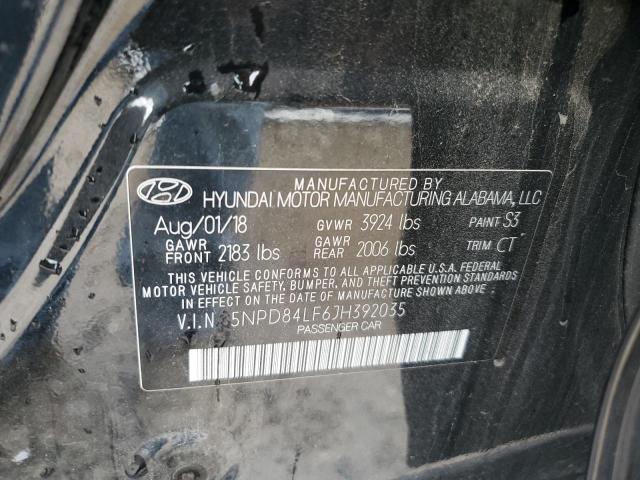 MANUFACTURED BY
HYUNDAI MOTOR MANUFACTURING ALABAMA, LLC
Aug/01/18 GVWR 3924 lbs PAINT S3
GAWR FRONT 2183 lbs GAWR REAR 2006 lbs TRIM CT
THIS VEHICLE CONFORMS TO ALL APPLICABLE U.S.A. FEDERAL
MOTOR VEHICLE SAFETY, BUMPER, AND THEFT PREVENTION STANDARDS
IN EFFECT ON THE DATE OF MANUFACTURE SHOWN ABOVE.
V.I.N 5NPD84LF6JH392035
PASSENGER CAR